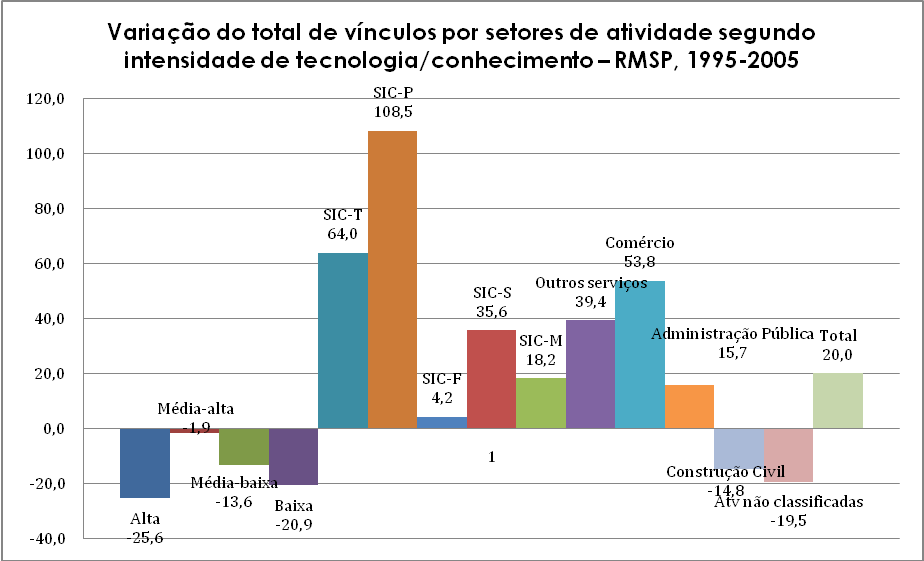 Variação do total de vínculos por setores de atividade segundo
intensidade de tecnologia/conhecimento – RMSP, 1995-2005
120,0
100,0
80,0
60,0
40,0
20,0
0,0
-20,0
-40,0
Alta
-25,6
Média-alta
-1,9
Média-baixa
-13,6
Baixa
-20,9
SIC-T
64,0
SIC-P
108,5
SIC-F
4,2
SIC-S
35,6
SIC-M
18,2
Outros serviços
39,4
Comércio
53,8
Administração Pública
15,7
Construção Civil
-14,8
Atv não classificadas
-19,5
Total
20,0
1